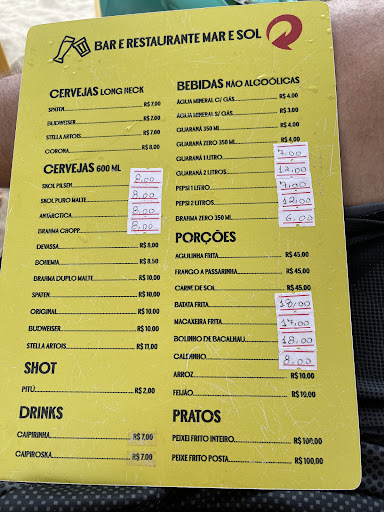 BAR E RESTAURANTE MAR E SOL
CERVEJAS LONG NECK
SPATEN R$ 7,00
BUDWEISER R$ 7,00
STELLA ARTOIS R$ 7,00
CORONA R$ 8,00
CERVEJAS 600 ML
SKOL PILSEN 8,00
SKOL PURO MALTE 8,00
ANTARCTICA 8,00
BRAHMA CHOPP 8,00
DEVASSA R$ 8,00
BOHEMIA R$ 8,50
BRAHMA DUPLO MALTE R$ 10,00
SPATEN R$ 10,00
ORIGINAL R$ 10,00
BUDWEISER R$ 10,00
STELLA ARTOIS R$ 11,00
SHOT
PITÚ R$ 2,00
DRINKS
CAIPIRINHA R$ 7,00
CAIPIROSKA R$ 7,00
BEBIDAS NÃO ALCOÓLICAS
ÁGUA MINERAL C/ GÁS R$ 4,00
ÁGUA MINERAL S/ GÁS R$ 3,00
GUARANÁ 350 ML R$ 4,00
GUARANÁ ZERO 350 ML R$ 4,00
GUARANÁ 1 LITRO 7,00
GUARANÁ 2 LITROS 12,00
PEPSI 1 LITRO 7,00
PEPSI 2 LITROS 12,00
BRAHMA ZERO 350 ML 6,00
PORÇÕES
AGULINHA FRITA R$ 45,00
FRANGO A PASSARINHA R$ 45,00
CARNE DE SOL R$ 45,00
BATATA FRITA 18,00
MACAXEIRA FRITA 17,00
BOLINHO DE BACALHAU 18,00
CALDINHO 8,00
ARROZ R$ 10,00
FEIJÃO R$ 10,00
PRATOS
PEIXEI FRITO INTEIRO R$ 100,00
PEIXE FRITO POSTA R$ 100,00